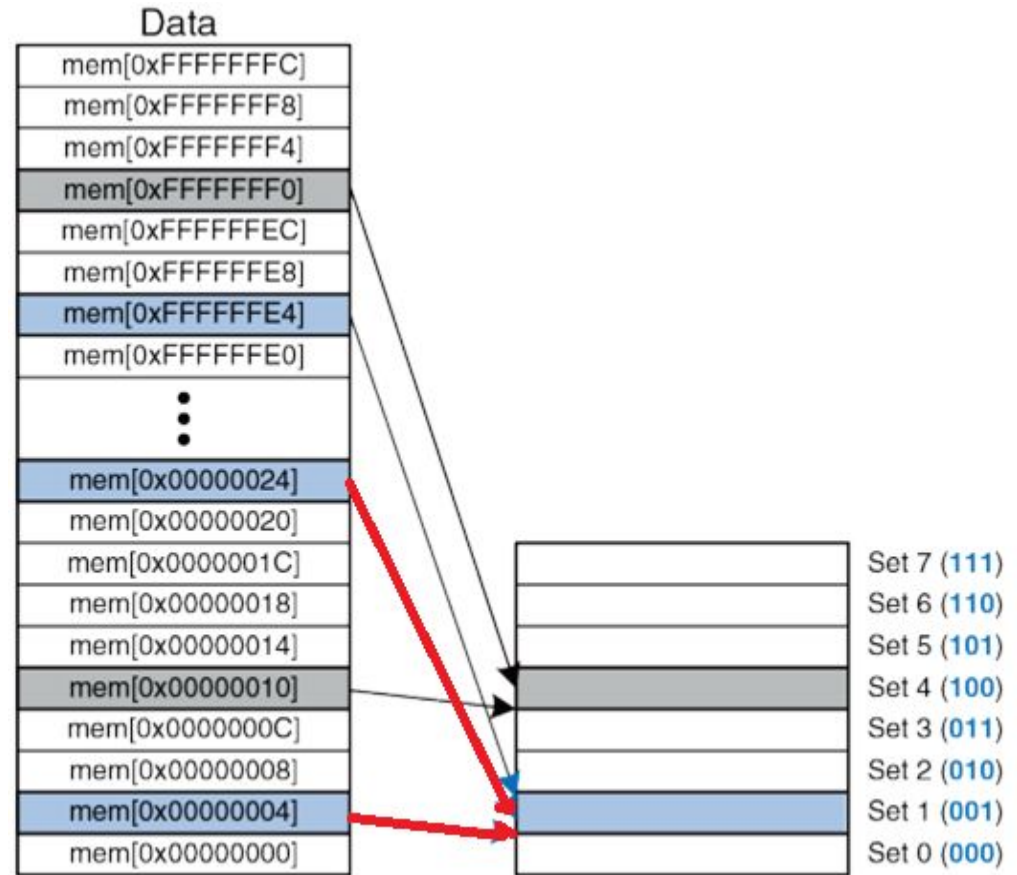 Data
mem[0xFFFFFFFC]
mem[0xFFFFFFF8]
mem[0xFFFFFFF4]
mem[0xFFFFFFF0]
mem[0xFFFFFFEC]
mem[0xFFFFFFE8]
mem[0xFFFFFFE4]
mem[0xFFFFFFE0]
mem[0x00000024]
mem[0x00000020]
mem[0x0000001C]
mem[0x00000018]
mem[0x00000014]
mem[0x00000010]
mem[0x0000000C]
mem[0x00000008]
mem[0x00000004]
mem[0x00000000]
Set 7 (111)
Set 6 (110)
Set 5 (101)
Set 4 (100)
Set 3 (011)
Set 2 (010)
Set 1 (001)
Set 0 (000)